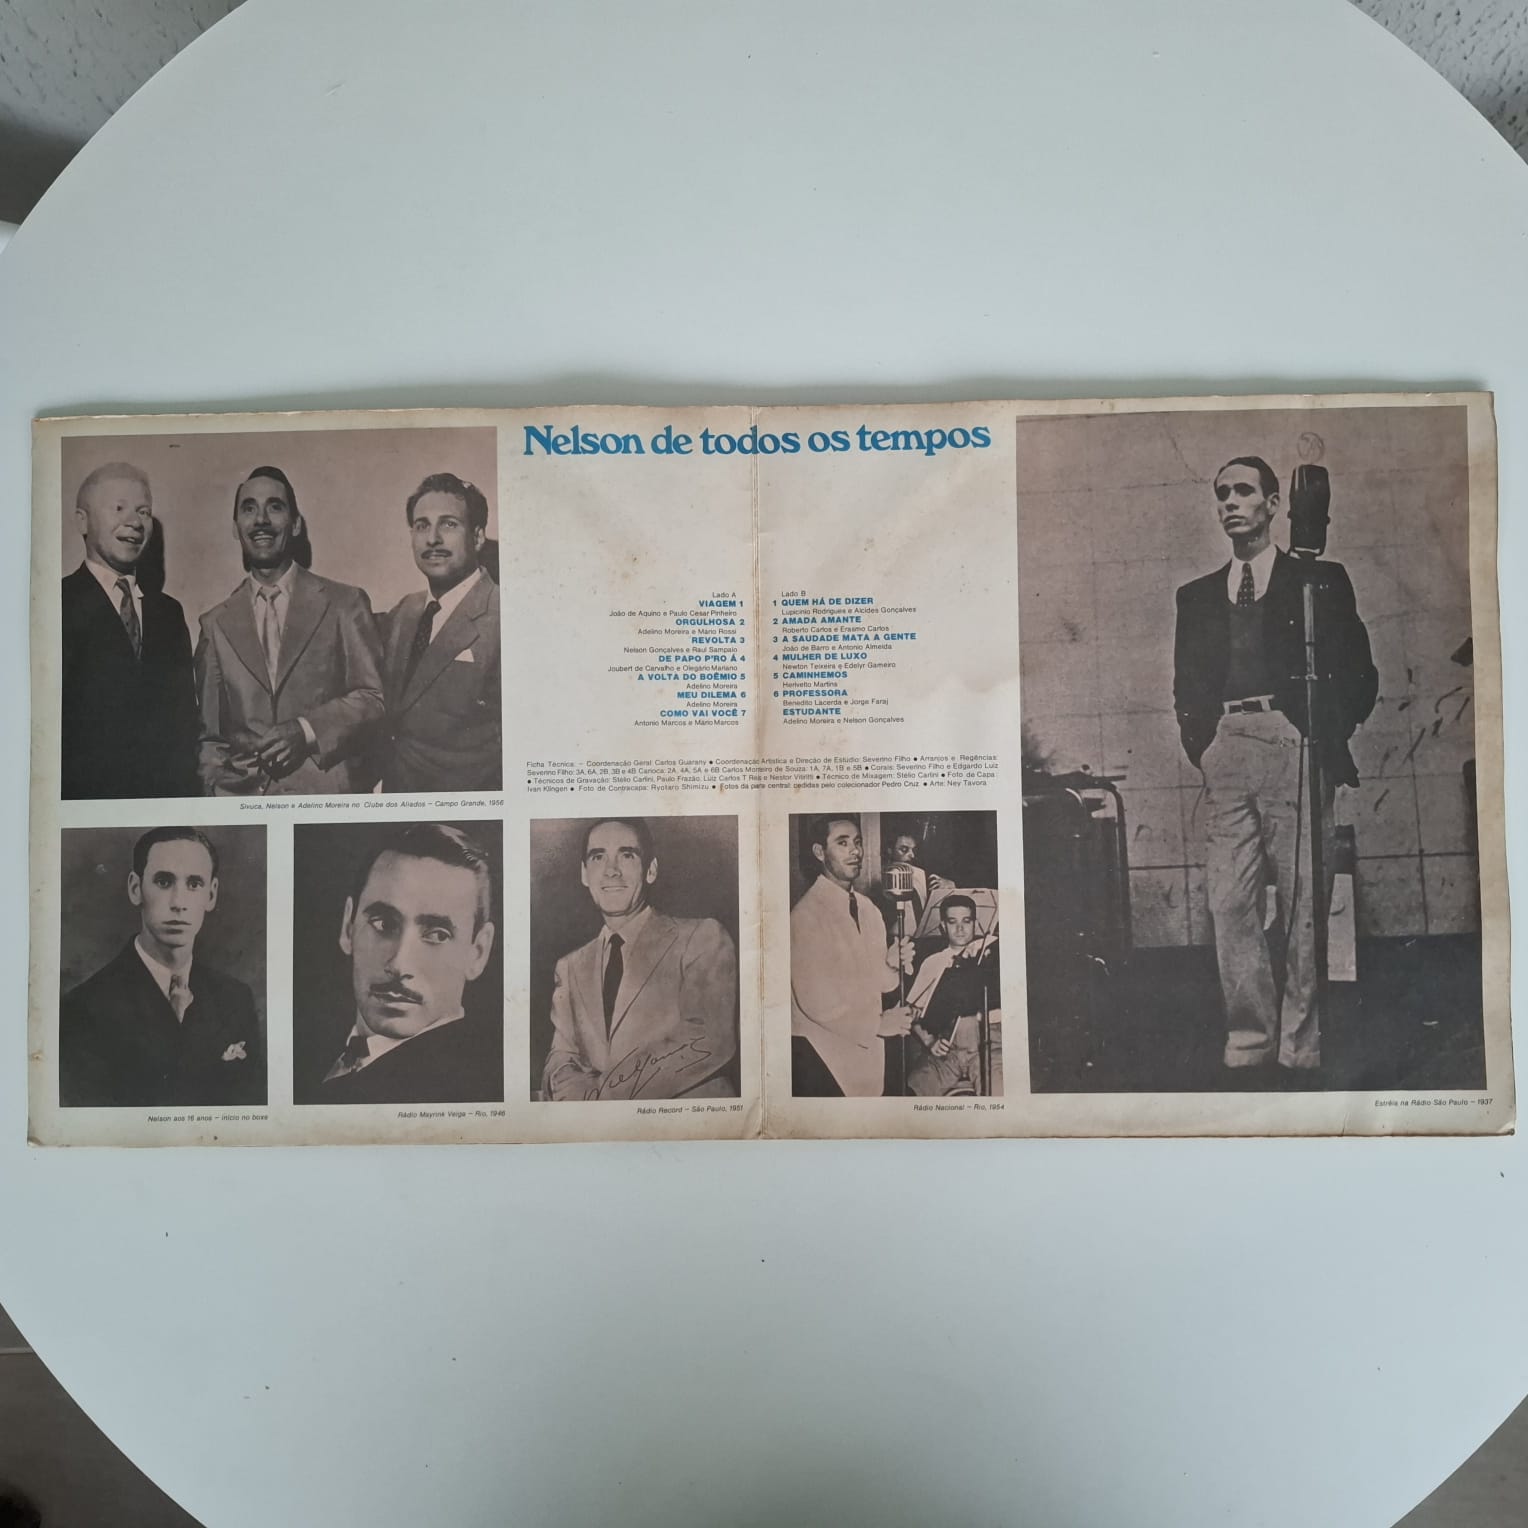 Nelson de todos os tempos
Lado A
VIAGEM 1
João de Aquino e Paulo Cesar Pinheiro
ORGULHOSA 2
Adelino Moreira e Mário Rossi
REVOLTA 3
Nelson Gonçalves e Raul Sampaio
DE PAPO P'RO Á 4
Joubert de Carvalho e Olegário Mariano
A VOLTA DO BOÊMIO 5
Adelino Moreira
MEU DILEMA 6
Adelino Moreira
COMO VAI VOCÊ 7
Antonio Marcos e Mário Marcos
Lado B
1 QUEM HÁ DE DIZER
Lupicinio Rodrigues e Alcides Gonçalves
2 AMADA AMANTE
Roberto Carlos e Erasmo Carlos
3 A SAUDADE MATA A GENTE
João de Barro e Antonio Almeida
4 MULHER DE LUXO
Newton Teixeira e Edelyr Gameiro
5 CAMINHEMOS
Herivelto Martins
6 PROFESSORA
Benedito Lacerda e Jorge Faraj
ESTUDANTE
Adelino Moreira e Nelson Gonçalves
Ficha Técnica: - Coordenação Geral: Carlos Guarany • Coordenação Artística e Direção de Estúdio: Severino Filho • Arranjos e Regências:
Severino Filho: 3A, 6A, 2B, 3B e 4B Carioca: 2A, 4A, 5A e 6B Carlos Monteiro de Souza: 1A, 7A, 1B e 5B • Corais: Severino Filho e Edgardo Luiz
• Técnicos de Gravação: Stélio Carlini, Paulo Frazão, Luiz Carlos T Reis e Nestor Vitiritti • Técnico de Mixagem: Stélio Carlini • Foto de Capa:
Ivan Klingen • Foto de Contracapa: Ryotaro Shimizu • Fotos da parte central: cedidas pelo colecionador Pedro Cruz • Arte: Ney Tavora
Sivuca, Nelson e Adelino Moreira no Clube dos Aliados – Campo Grande, 1956
Nelson aos 16 anos – início no boxe
Rádio Mayrink Veiga – Rio, 1946
Rádio Record – São Paulo, 1951
Rádio Nacional – Rio, 1954
Estréia na Rádio São Paulo – 1937